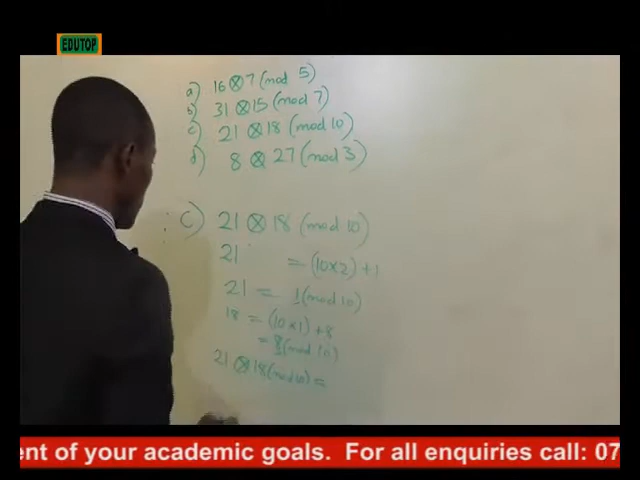 EDUTOP
a) 16 ⊗ 7 (mod 5)
b) 31 ⊗ 15 (mod 7)
c) 21 ⊗ 18 (mod 10)
d) 8 ⊗ 27 (mod 3)
c) 21 ⊗ 18 (mod 10)
21 = (10×2) + 1
21 = 1 (mod 10)
18 = (10×1) + 8
= 8 (mod 10)
21 ⊗ 18 (mod 10) =
ent of your academic goals. For all enquiries call: 07